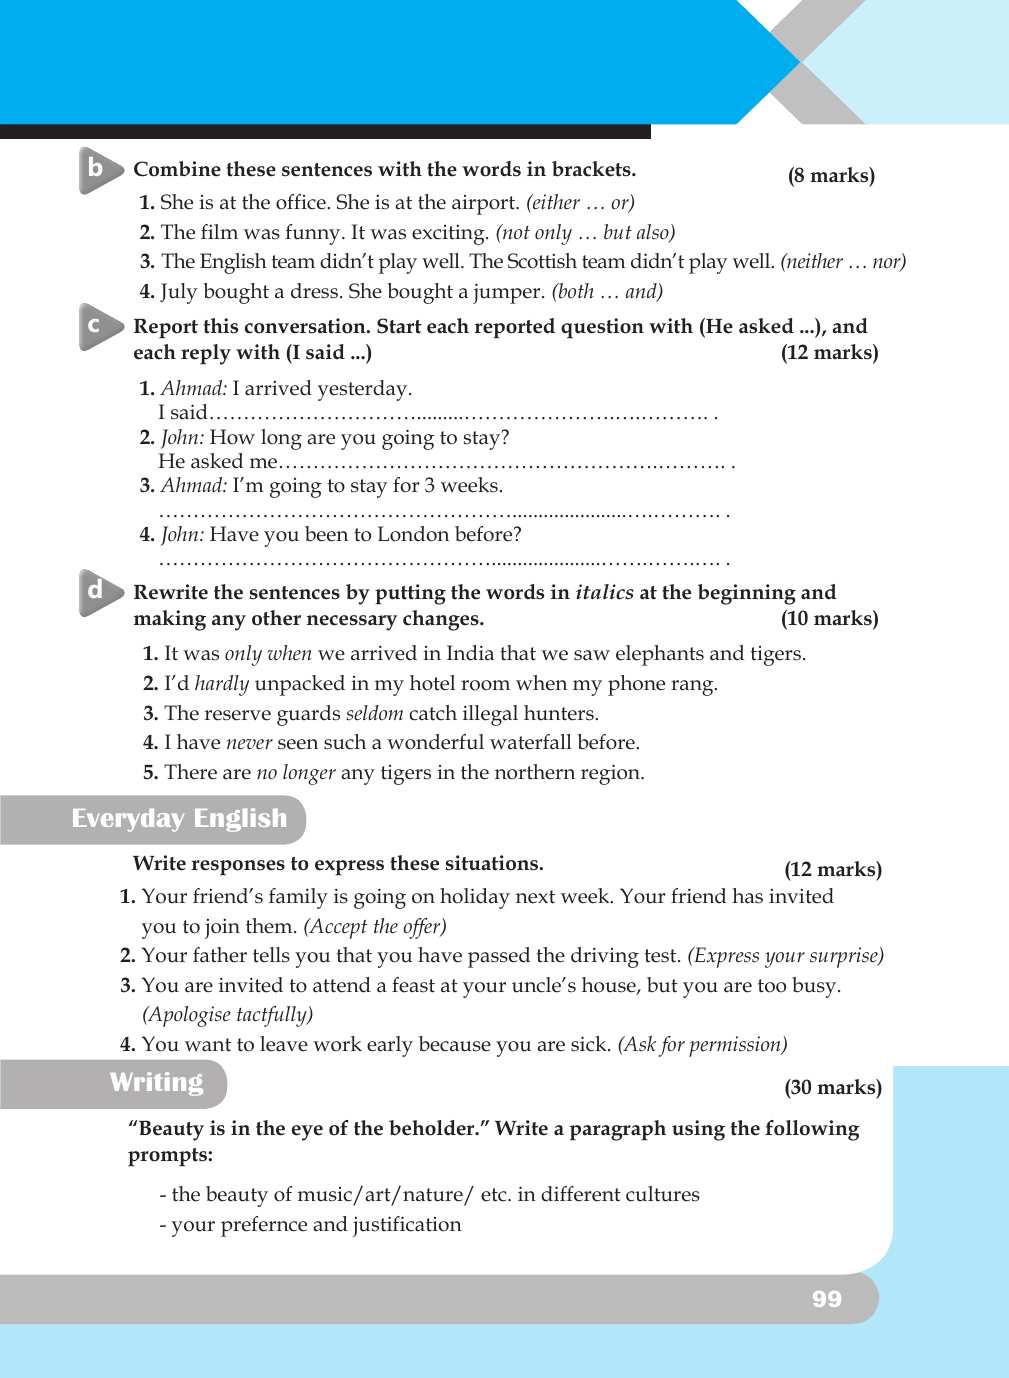 b Combine these sentences with the words in brackets. (8 marks)
1. She is at the office. She is at the airport. (either … or)
2. The film was funny. It was exciting. (not only … but also)
3. The English team didn’t play well. The Scottish team didn’t play well. (neither … nor)
4. July bought a dress. She bought a jumper. (both … and)
c Report this conversation. Start each reported question with (He asked ...), and
each reply with (I said ...) (12 marks)
1. Ahmad: I arrived yesterday.
I said………………………….........………………….….………. .
2. John: How long are you going to stay?
He asked me……………………………………………….………. .
3. Ahmad: I’m going to stay for 3 weeks.
…………………………………………......................….………. .
4. John: Have you been to London before?
………………………………………….....................…….…….…. .
d Rewrite the sentences by putting the words in italics at the beginning and
making any other necessary changes. (10 marks)
1. It was only when we arrived in India that we saw elephants and tigers.
2. I’d hardly unpacked in my hotel room when my phone rang.
3. The reserve guards seldom catch illegal hunters.
4. I have never seen such a wonderful waterfall before.
5. There are no longer any tigers in the northern region.
Everyday English
Write responses to express these situations. (12 marks)
1. Your friend’s family is going on holiday next week. Your friend has invited
you to join them. (Accept the offer)
2. Your father tells you that you have passed the driving test. (Express your surprise)
3. You are invited to attend a feast at your uncle’s house, but you are too busy.
(Apologise tactfully)
4. You want to leave work early because you are sick. (Ask for permission)
Writing (30 marks)
“Beauty is in the eye of the beholder.” Write a paragraph using the following
prompts:
- the beauty of music/art/nature/ etc. in different cultures
- your prefernce and justification
99